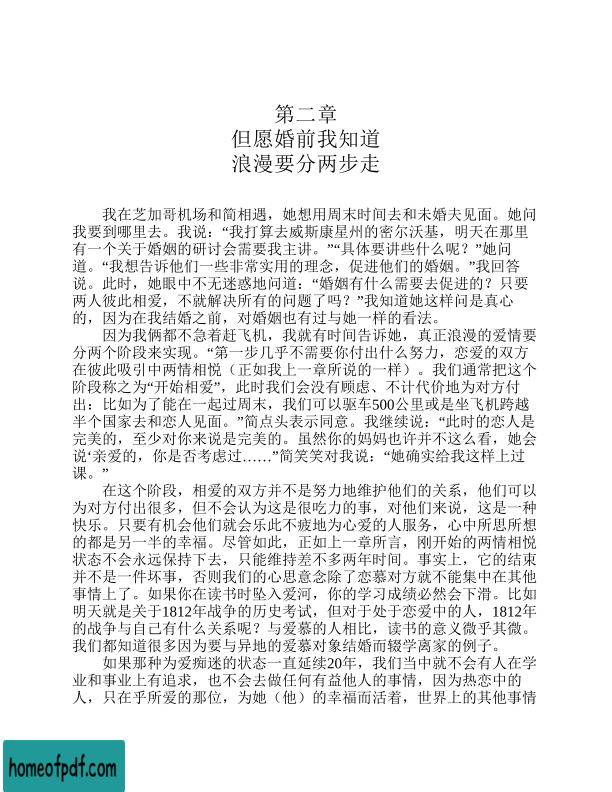 第二章
但愿婚前我知道
浪漫要分两步走
我在芝加哥机场和简相遇，她想用周末时间去和未婚夫见面。她问
我要到哪里去。我说：“我打算去威斯康星州的密尔沃基，明天在那里
有一个关于婚姻的研讨会需要我主讲。”“具体要讲些什么呢？”她问
道。“我想告诉他们一些非常实用的理念，促进他们的婚姻。”我回答
说。此时，她眼中不无迷惑地问道：“婚姻有什么需要去促进的？只要
两人彼此相爱，不就解决所有的问题了吗？”我知道她这样问是真心
的，因为在我结婚之前，对婚姻也有过与她一样的看法。
因为我俩都不急着赶飞机，我就有时间告诉她，真正浪漫的爱情要
分两个阶段来实现。“第一步几乎不需要你付出什么努力，恋爱的双方
在彼此吸引中两情相悦（正如我上一章所说的一样）。我们通常把这个
阶段称之为“开始相爱”，此时我们会没有顾虑、不计代价地为对方付
出：比如为了能在一起过周末，我们可以驱车500公里或是坐飞机跨越
半个国家去和恋人见面。”简点头表示同意。我继续说：“此时的恋人是
完美的，至少对你来说是完美的。虽然你的妈妈也许并不这么看，她会
说‘亲爱的，你是否考虑过……”简笑笑对我说：“她确实给我这样上过
课。”
在这个阶段，相爱的双方并不是努力地维护他们的关系，他们可以
为对方付出很多，但不会认为这是很吃力的事，对他们来说，这是一种
快乐。只要有机会他们就会乐此不疲地为心爱的人服务，心中所思所想
的都是另一半的幸福。尽管如此，正如上一章所言，刚开始的两情相悦
状态不会永远保持下去，只能维持差不多两年时间。事实上，它的结束
并不是一件坏事，否则我们的心思意念除了恋慕对方就不能集中在其他
事情上了。如果你在读书时坠入爱河，你的学习成绩必然会下滑。比如
明天就是关于1812年战争的历史考试，但对于处于恋爱中的人，1812年
的战争与自己有什么关系呢？与爱慕的人相比，读书的意义微乎其微。
我们都知道很多因为要与异地的爱慕对象结婚而辍学离家的例子。
如果那种为爱痴迷的状态一直延续20年，我们当中就不会有人在学
业和事业上有追求，也不会去做任何有益他人的事情，因为热恋中的
人，只在乎所爱的那位，为她（他）的幸福而活着，世界上的其他事情
homeofpdf.com